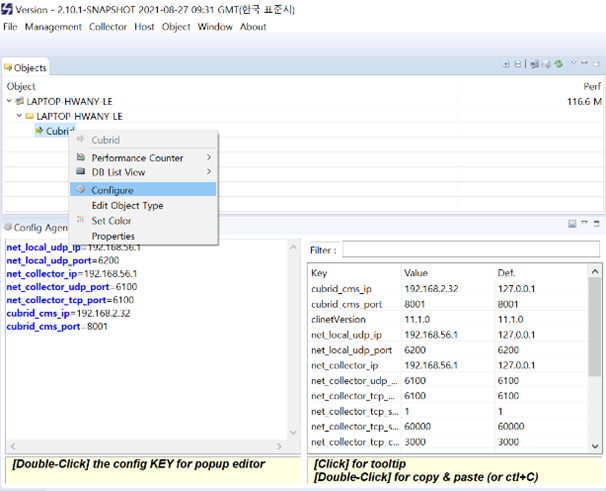 Version - 2.10.1-SNAPSHOT 2021-08-27 09:31 GMT(한국 표준시)
File Management Collector Host Object Window About
Objects
Object Perf
LAPTOP-HWANY-LE 116.6 M
LAPTOP-HWANY-LE
Cubrid
Cubrid
Performance Counter
DB List View
Configure
Edit Object Type
Set Color
Properties
Config Agen
net_local_udp_ip=192.168.56.1
net_local_udp_port=6200
net_collector_ip=192.168.56.1
net_collector_udp_port=6100
net_collector_tcp_port=6100
cubrid_cms_ip=192.168.2.32
cubrid_cms_port=8001
[Double-Click] the config KEY for popup editor
Filter :
Key Value Def.
cubrid_cms_ip 192.168.2.32 127.0.0.1
cubrid_cms_port 8001 8001
clinetVersion 11.1.0 11.1.0
net_local_udp_ip 192.168.56.1 127.0.0.1
net_local_udp_port 6200 6200
net_collector_ip 192.168.56.1 127.0.0.1
net_collector_udp_... 6100 6100
net_collector_tcp_... 6100 6100
net_collector_tcp_s... 1 1
net_collector_tcp_s... 60000 60000
net_collector_tcp_c... 3000 3000
[Click] for tooltip
[Double-Click] for copy & paste (or ctl+C)